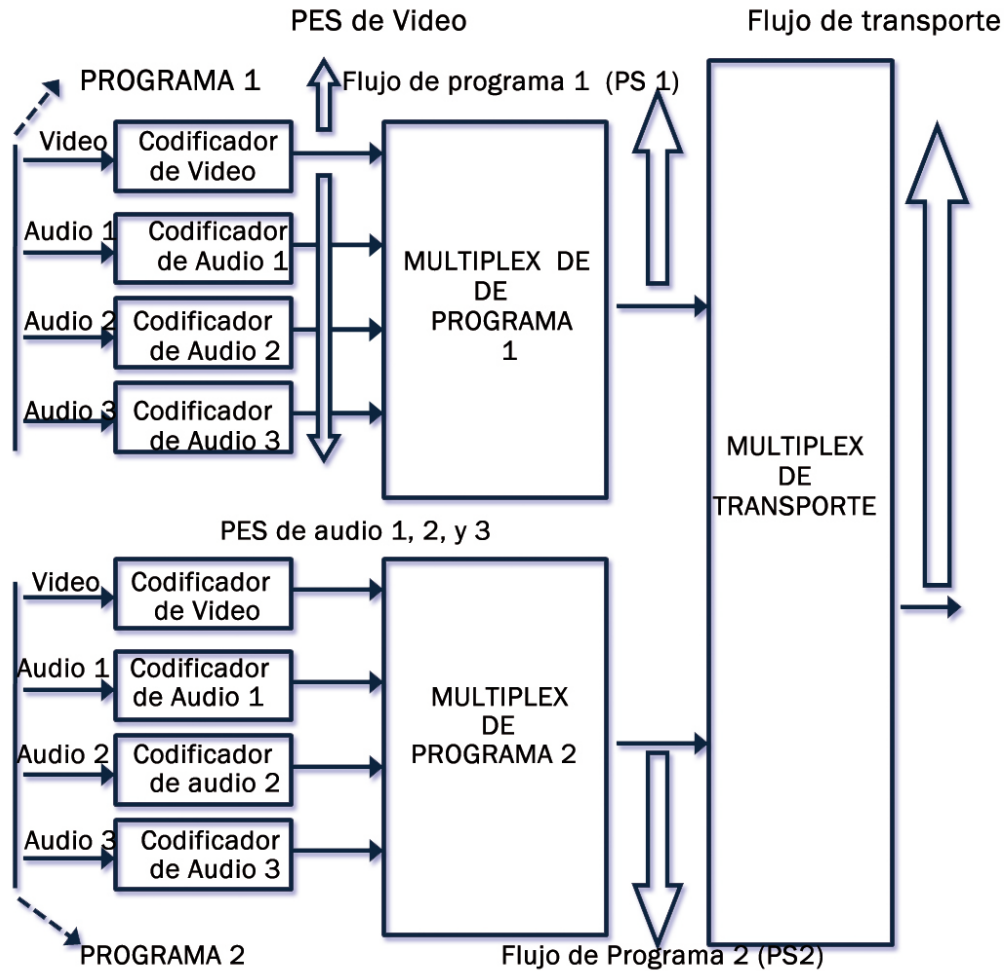 PES de Video
Flujo de transporte
PROGRAMA 1
Flujo de programa 1 (PS 1)
Video
Codificador
de Video
Audio 1
Codificador
de Audio 1
Audio 2
Codificador
de Audio 2
Audio 3
Codificador
de Audio 3
MULTIPLEX DE
DE
PROGRAMA
1
MULTIPLEX
DE
TRANSPORTE
PES de audio 1, 2, y 3
Video
Codificador
de Video
Audio 1
Codificador
de Audio 1
Audio 2
Codificador
de audio 2
Audio 3
Codificador
de Audio 3
MULTIPLEX
DE
PROGRAMA 2
PROGRAMA 2
Flujo de Programa 2 (PS2)